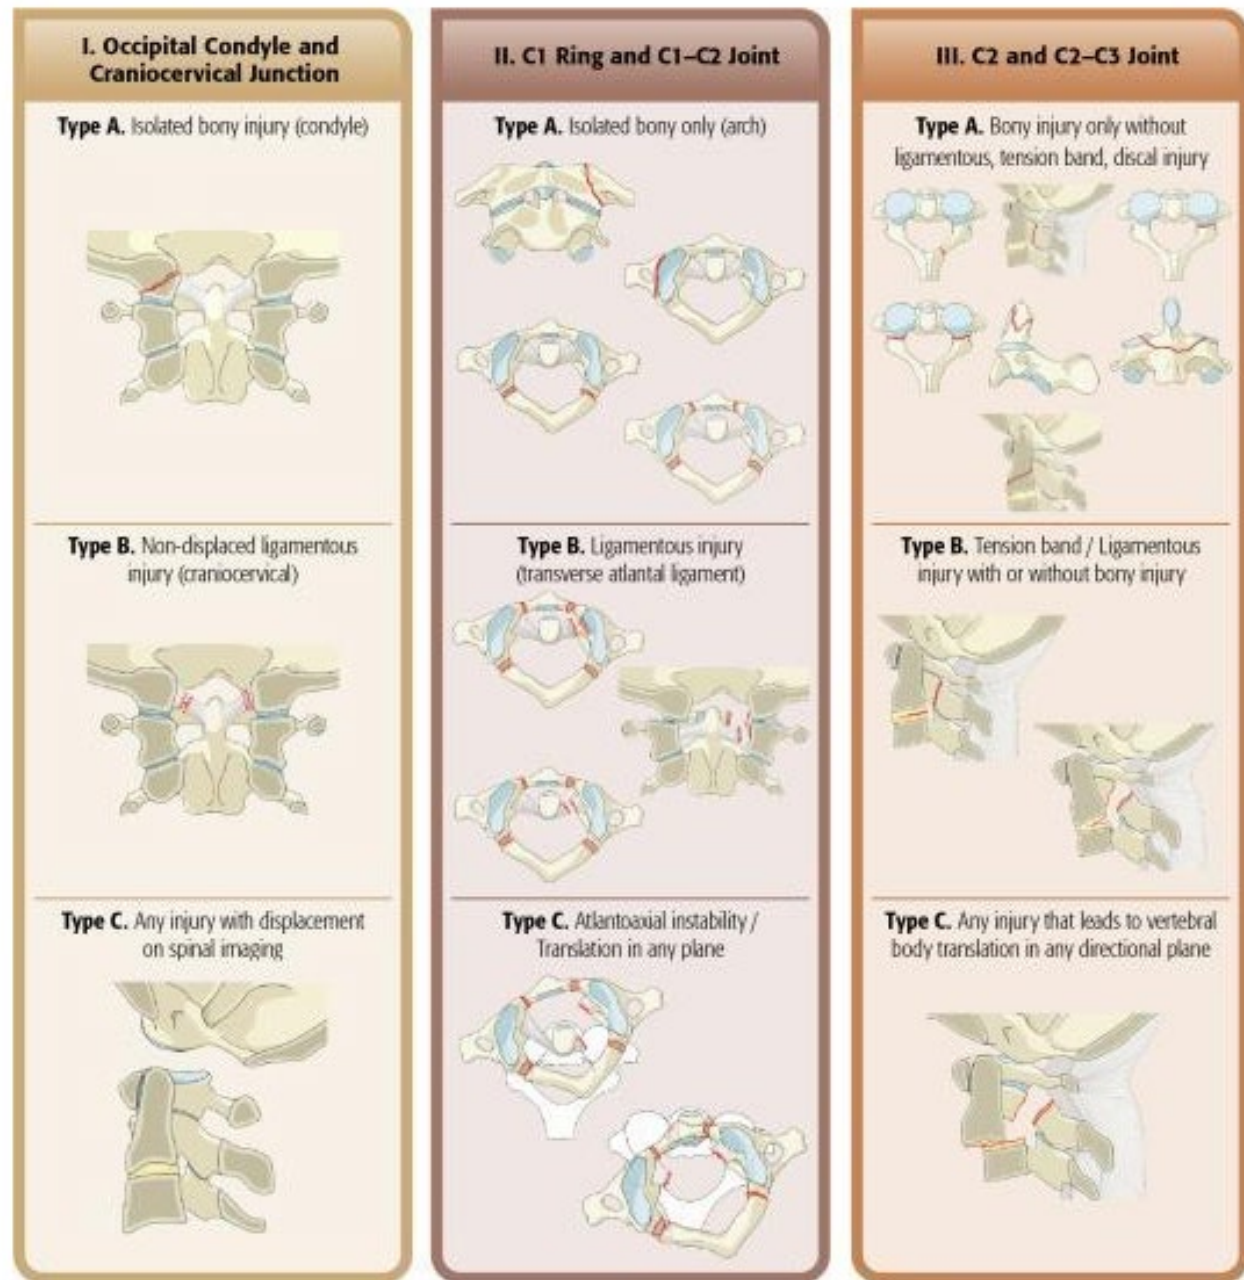 I. Occipital Condyle and
Craniocervical Junction
Type A. Isolated bony injury (condyle)
Type B. Non-displaced ligamentous
injury (craniocervical)
Type C. Any injury with displacement
on spinal imaging
II. C1 Ring and C1–C2 Joint
Type A. Isolated bony only (arch)
Type B. Ligamentous injury
(transverse atlantal ligament)
Type C. Atlantoaxial instability /
Translation in any plane
III. C2 and C2–C3 Joint
Type A. Bony injury only without
ligamentous, tension band, discal injury
Type B. Tension band / Ligamentous
injury with or without bony injury
Type C. Any injury that leads to vertebral
body translation in any directional plane